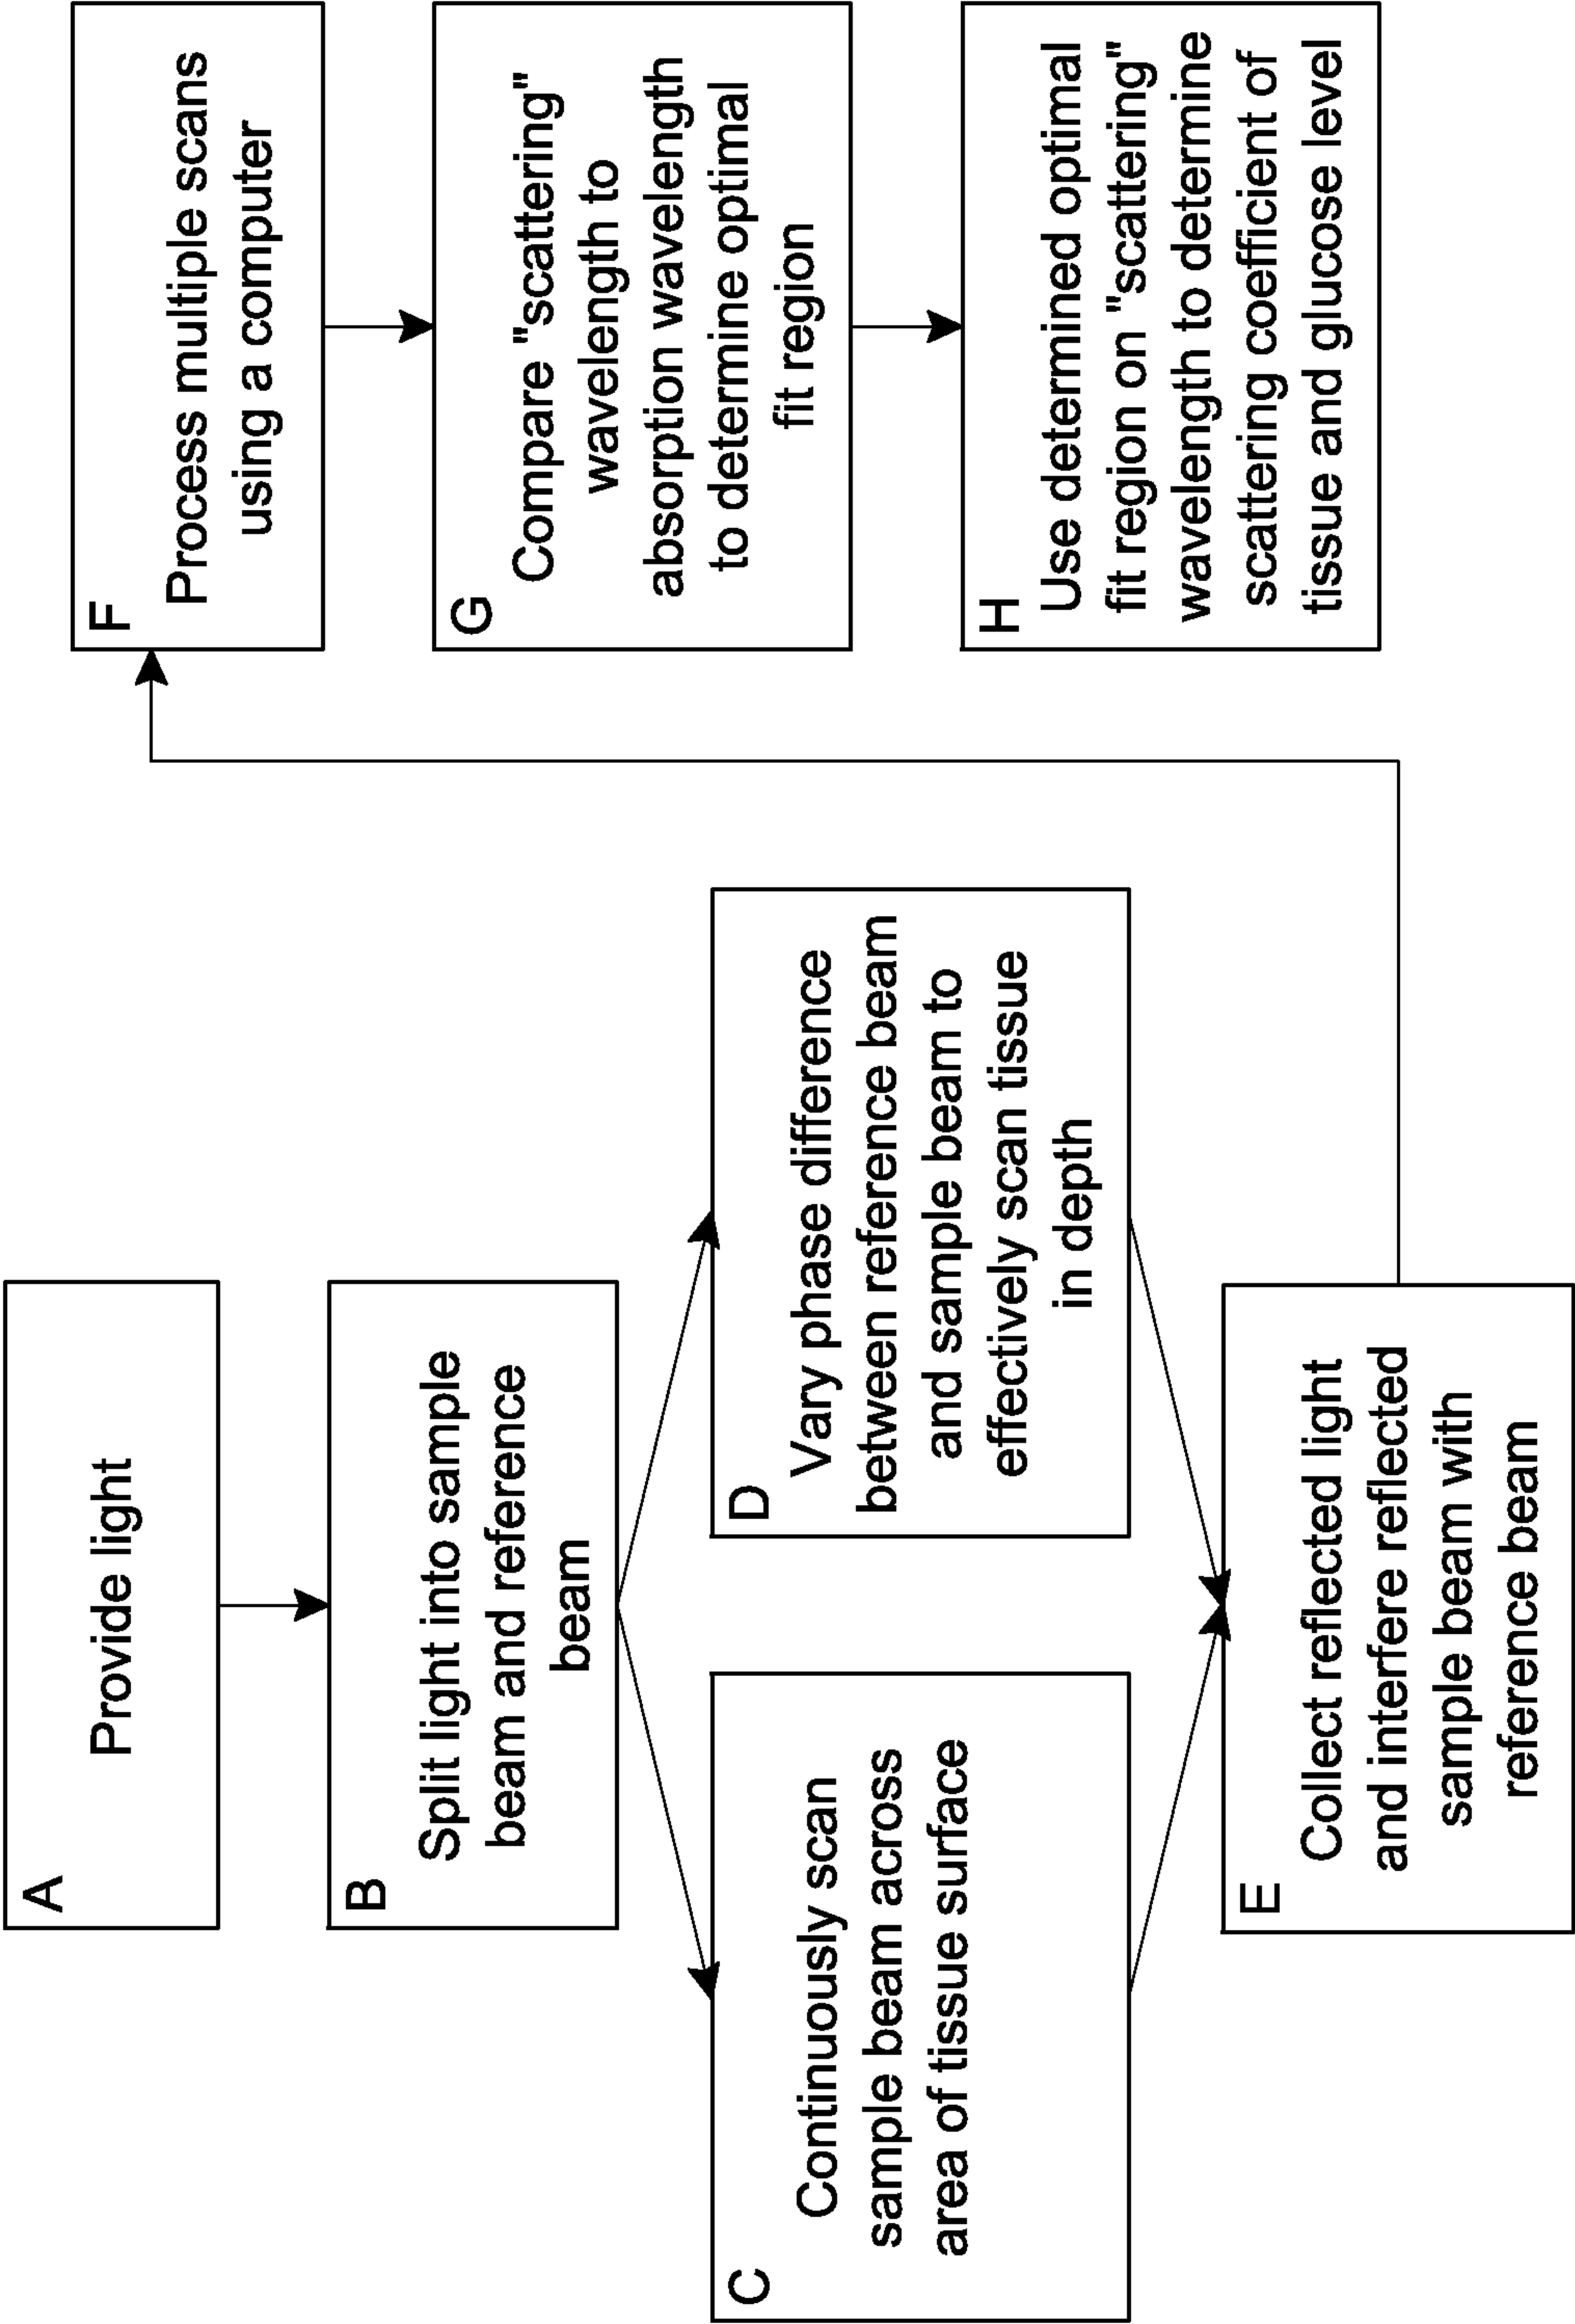 A
Provide light
B
Split light into sample
beam and reference
beam
C
Continuously scan
sample beam across
area of tissue surface
D
Vary phase difference
between reference beam
and sample beam to
effectively scan tissue
in depth
E
Collect reflected light
and interfere reflected
sample beam with
reference beam
F
Process multiple scans
using a computer
G
Compare "scattering"
wavelength to
absorption wavelength
to determine optimal
fit region
H
Use determined optimal
fit region on "scattering"
wavelength to determine
scattering coefficient of
tissue and glucose level